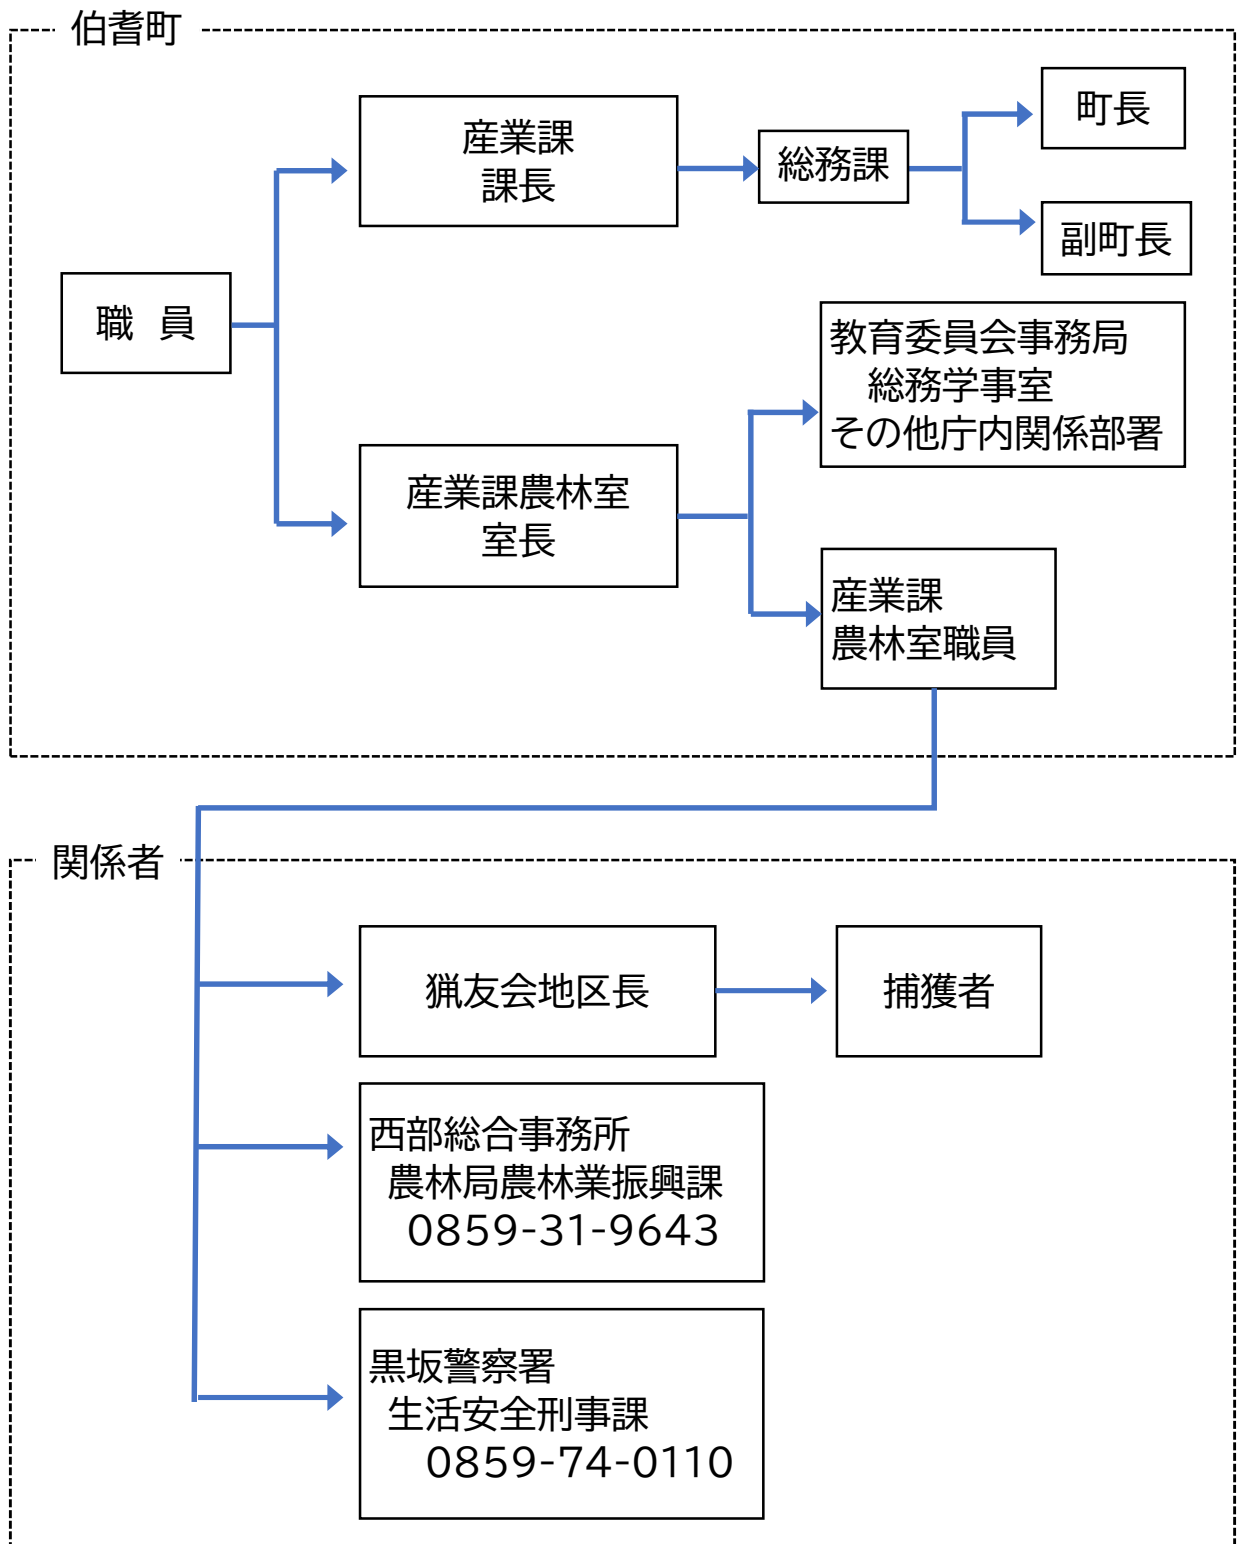 伯耆町
産業課
課長
総務課
町長
副町長
職 員
教育委員会事務局
総務学事室
その他庁内関係部署
産業課農林室
室長
産業課
農林室職員
関係者
猟友会地区長
捕獲者
西部総合事務所
農林局農林業振興課
0859-31-9643
黒坂警察署
生活安全刑事課
0859-74-0110